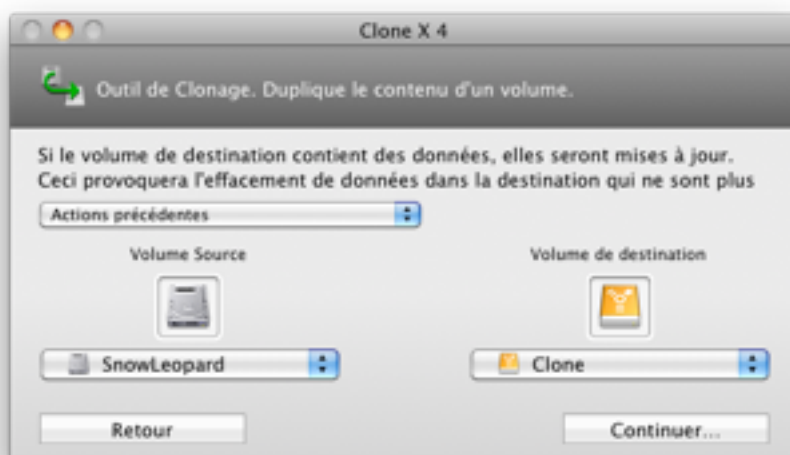 Clone X 4
Outil de Clonage. Duplique le contenu d'un volume.
Si le volume de destination contient des données, elles seront mises à jour.
Ceci provoquera l'effacement de données dans la destination qui ne sont plus
Actions précédentes
Volume Source
Volume de destination
SnowLeopard
Clone
Retour
Continuer...